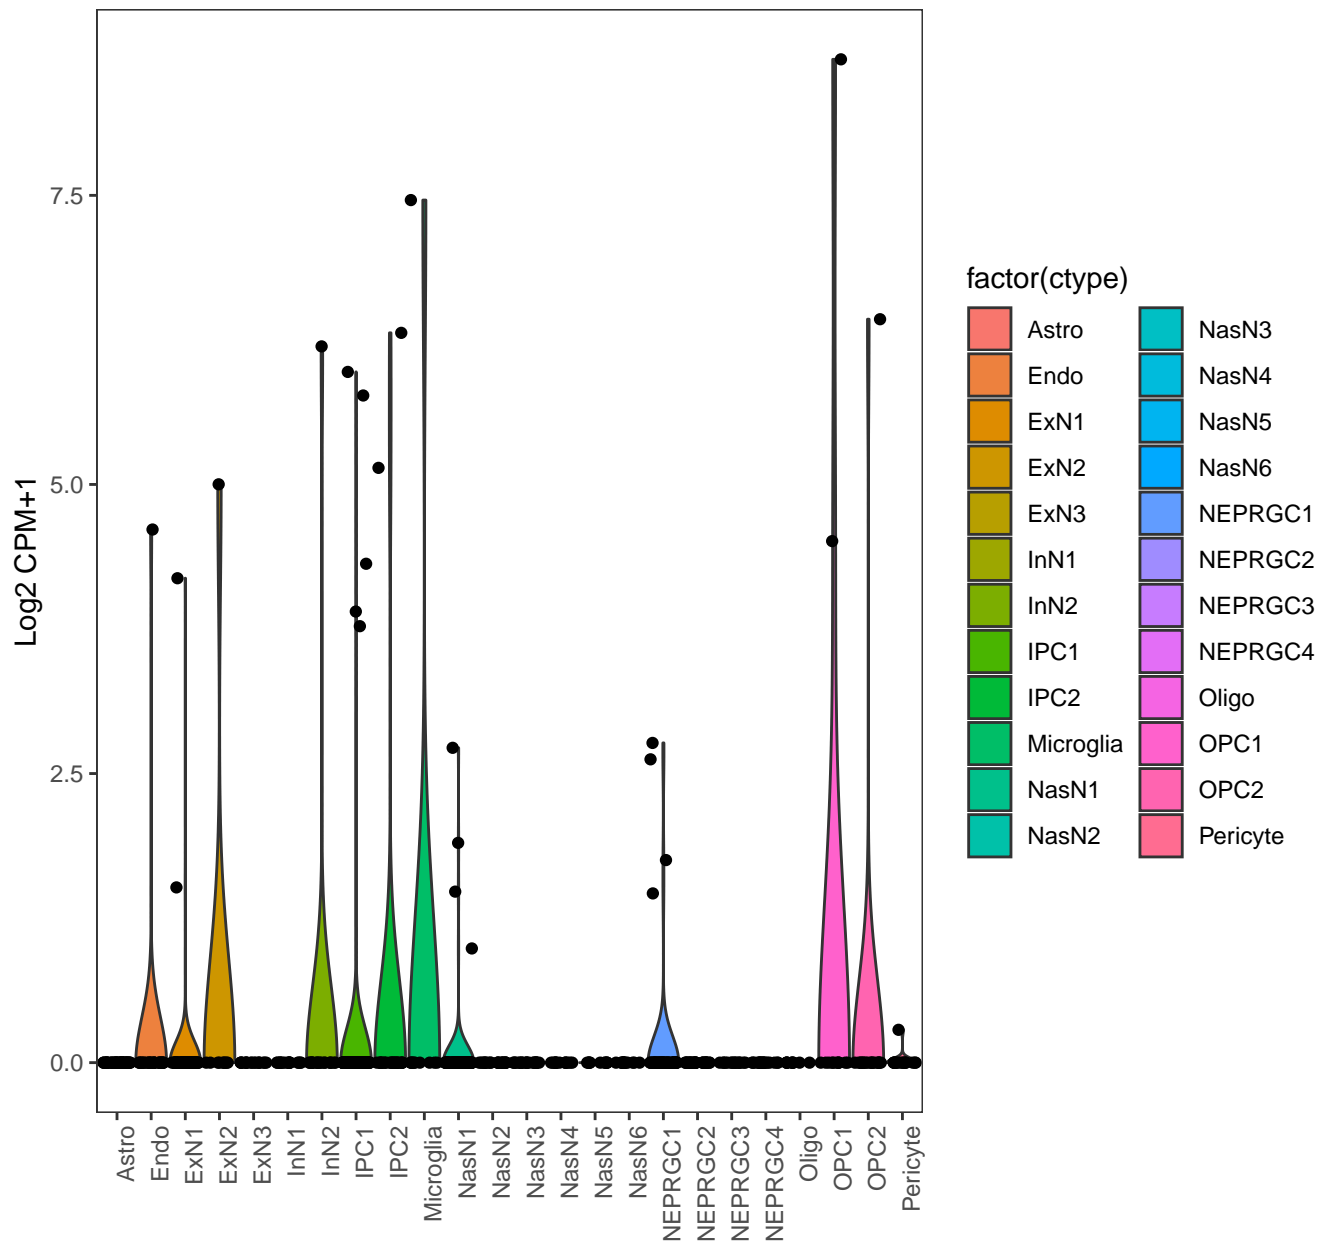 Log2 CPM+1
7.5
5.0
2.5
0.0
Astro
Endo
ExN1
ExN2
ExN3
InN1
InN2
IPC1
IPC2
Microglia
NasN1
NasN2
NasN3
NasN4
NasN5
NasN6
NEPRGC1
NEPRGC2
NEPRGC3
NEPRGC4
Oligo
OPC1
OPC2
Pericyte
factor(ctype)
Astro
Endo
ExN1
ExN2
ExN3
InN1
InN2
IPC1
IPC2
Microglia
NasN1
NasN2
NasN3
NasN4
NasN5
NasN6
NEPRGC1
NEPRGC2
NEPRGC3
NEPRGC4
Oligo
OPC1
OPC2
Pericyte